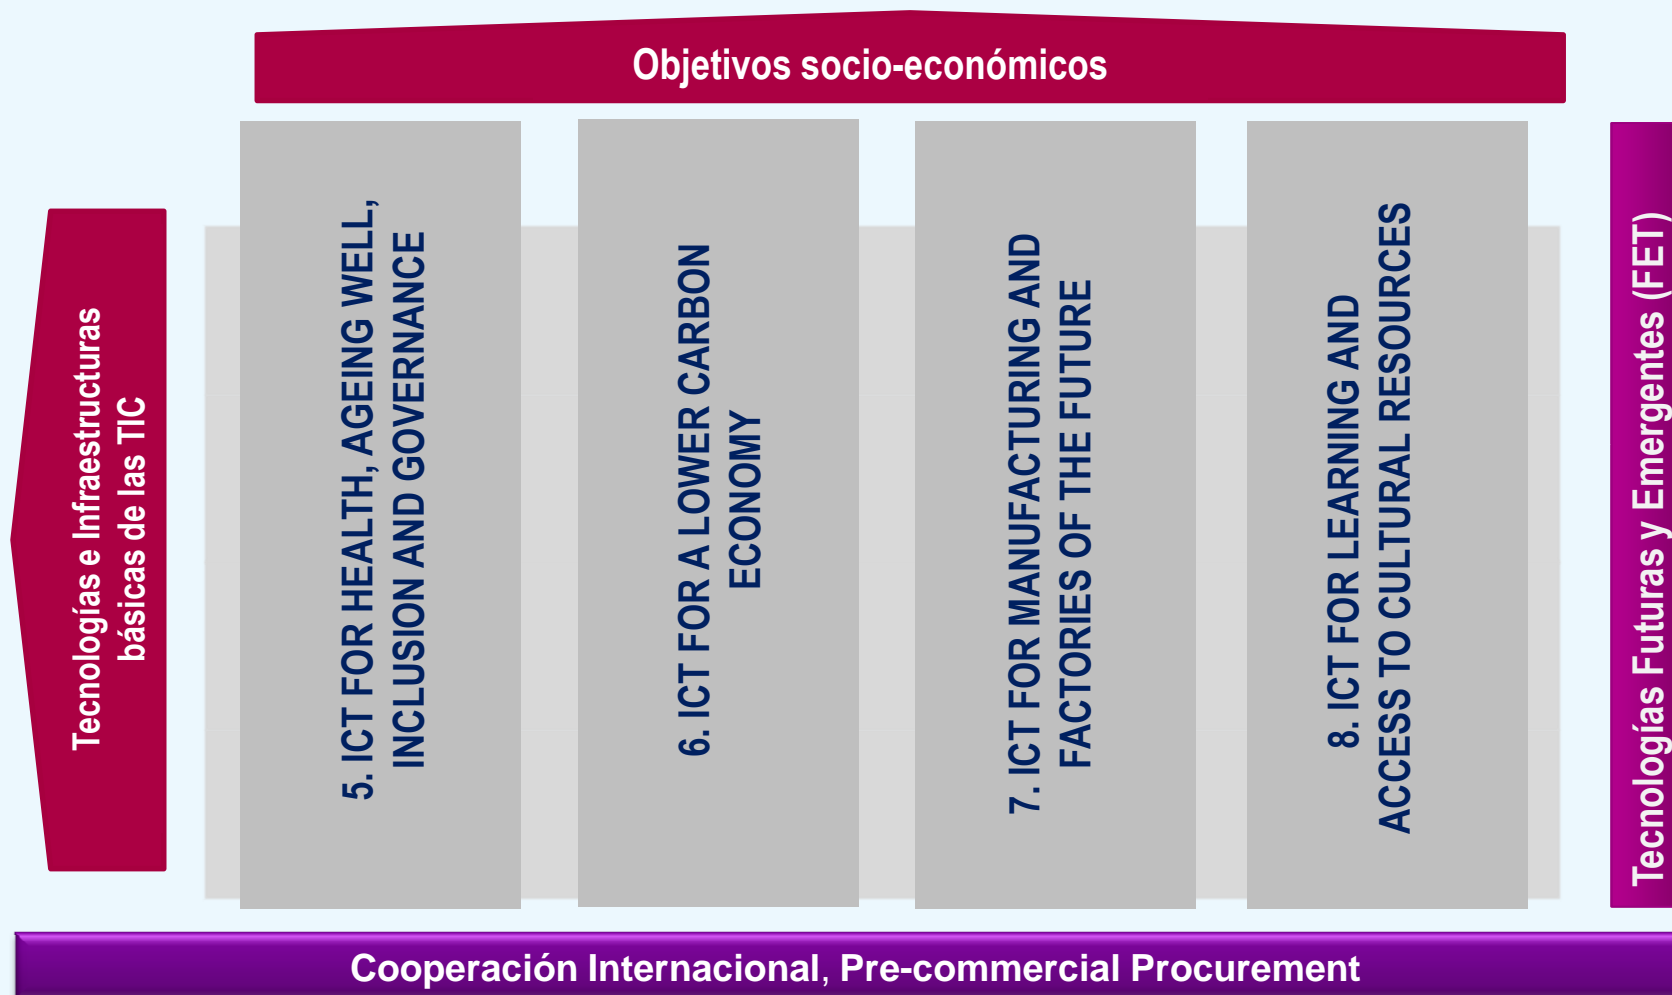 Objetivos socio-económicos
Tecnologías e Infraestructuras
básicas de las TIC
5. ICT FOR HEALTH, AGEING WELL,
INCLUSION AND GOVERNANCE
6. ICT FOR A LOWER CARBON
ECONOMY
7. ICT FOR MANUFACTURING AND
FACTORIES OF THE FUTURE
8. ICT FOR LEARNING AND
ACCESS TO CULTURAL RESOURCES
Tecnologías Futuras y Emergentes (FET)
Cooperación Internacional, Pre-commercial Procurement